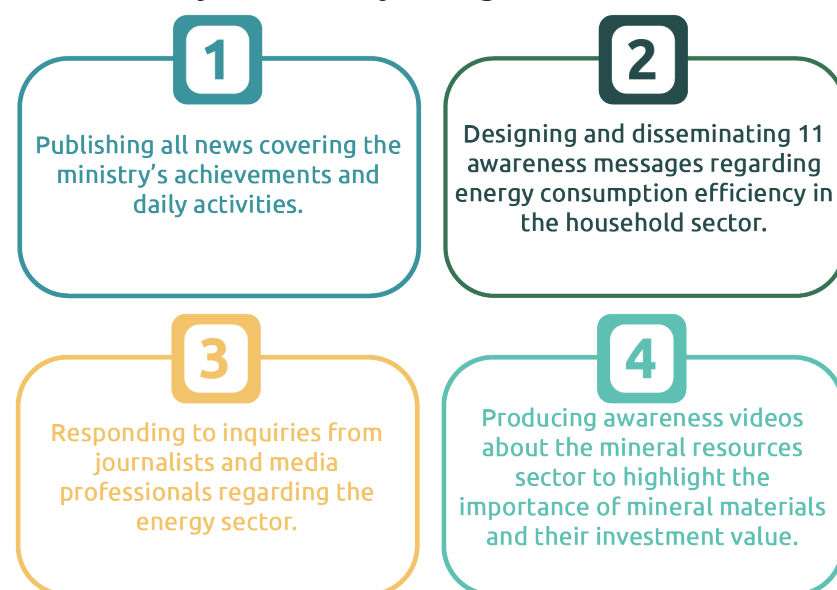 1
Publishing all news covering the
ministry’s achievements and
daily activities.
2
Designing and disseminating 11
awareness messages regarding
energy consumption efficiency in
the household sector.
3
Responding to inquiries from
journalists and media
professionals regarding the
energy sector.
4
Producing awareness videos
about the mineral resources
sector to highlight the
importance of mineral materials
and their investment value.